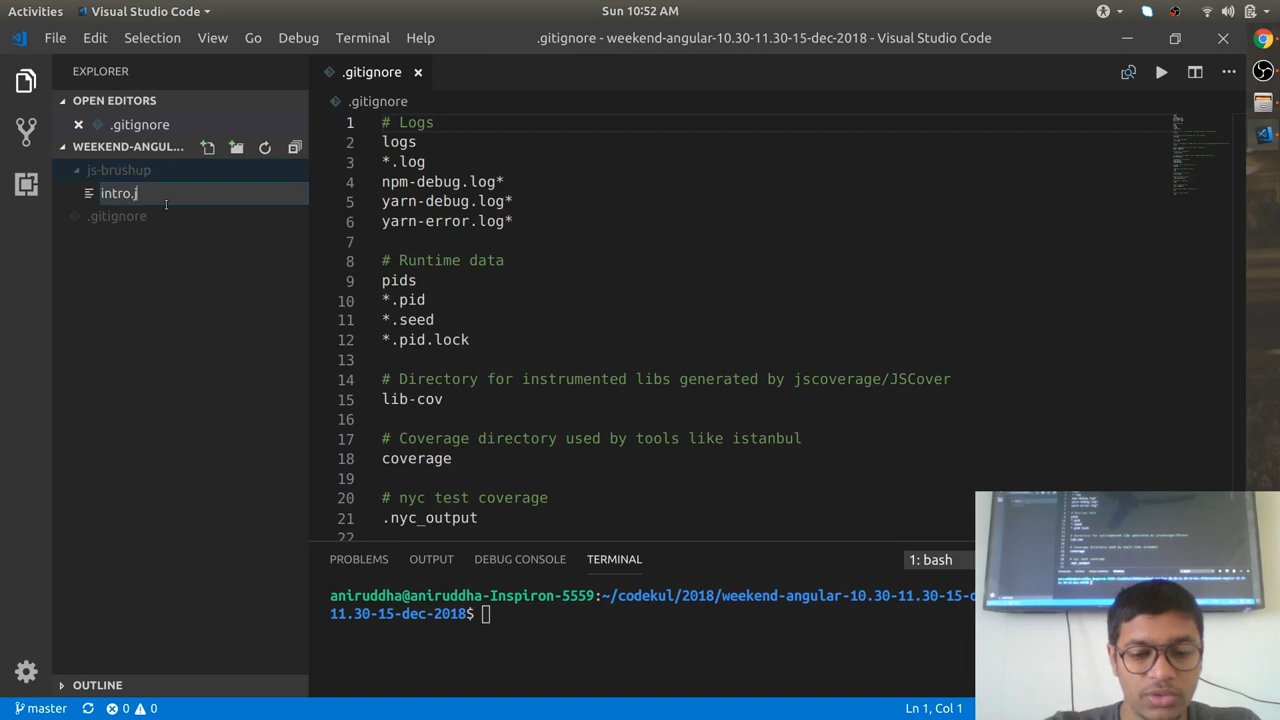 Activities
Visual Studio Code
Sun 10:52 AM
File Edit Selection View Go Debug Terminal Help
.gitignore - weekend-angular-10.30-11.30-15-dec-2018 - Visual Studio Code
EXPLORER
OPEN EDITORS
.gitignore
WEEKEND-ANGUL...
js-brushup
intro.j
.gitignore
OUTLINE
.gitignore
.gitignore
1 # Logs
2 logs
3 *.log
4 npm-debug.log*
5 yarn-debug.log*
6 yarn-error.log*
7
8 # Runtime data
9 pids
10 *.pid
11 *.seed
12 *.pid.lock
13
14 # Directory for instrumented libs generated by jscoverage/JSCover
15 lib-cov
16
17 # Coverage directory used by tools like istanbul
18 coverage
19
20 # nyc test coverage
21 .nyc_output
22
PROBLEMS OUTPUT DEBUG CONSOLE TERMINAL
1: bash
aniruddha@aniruddha-Inspiron-5559:~/codekul/2018/weekend-angular-10.30-11.30-15-d
11.30-15-dec-2018$
master
0 0
Ln 1, Col 1